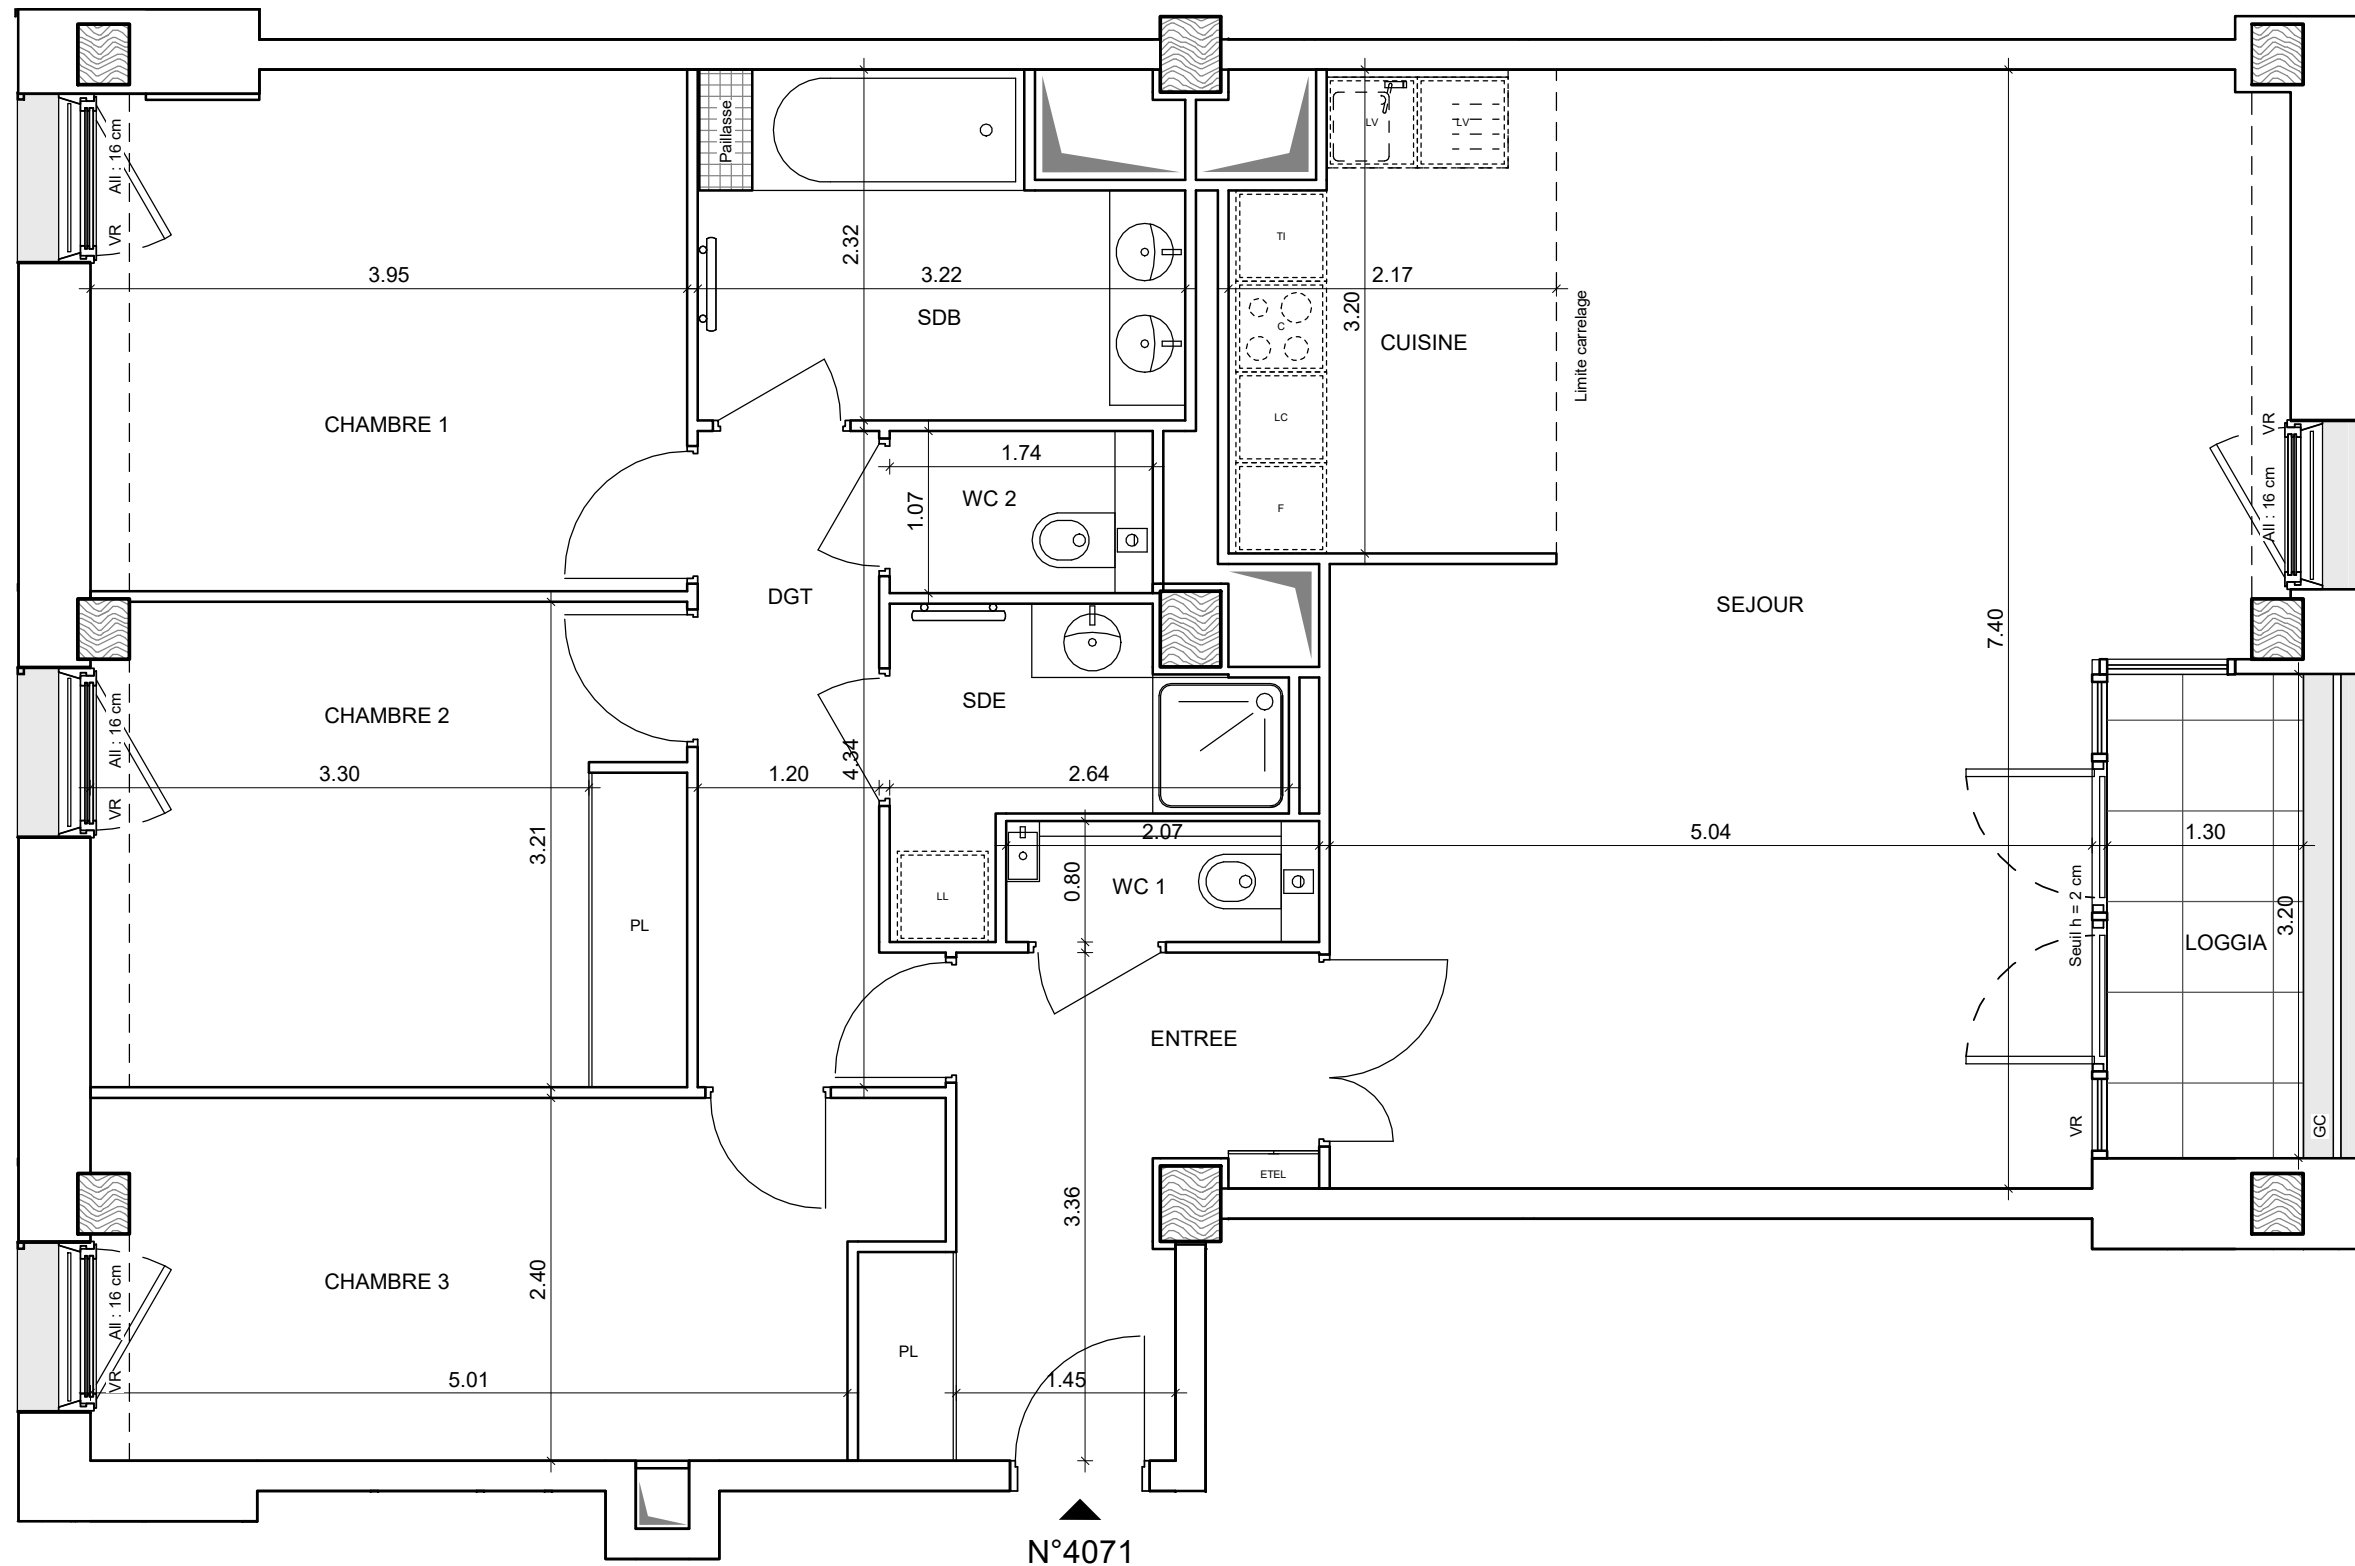 Paillasse
LV
LV
All : 16 cm
VR
2.32
TI
3.95
3.22
2.17
SDB
3.20
C
CUISINE
Limite carrelage
CHAMBRE 1
LC
VR
1.74
All : 16 cm
WC 2
1.07
F
DGT
SEJOUR
7.40
All : 16 cm
VR
CHAMBRE 2
SDE
3.30
1.20
4.34
2.64
3.21
2.07
5.04
1.30
0.80
WC 1
LL
PL
Seuil h = 2 cm
3.20
LOGGIA
ENTREE
VR
GC
ETEL
3.36
All : 16 cm
VR
CHAMBRE 3
2.40
PL
5.01
1.45
N°4071